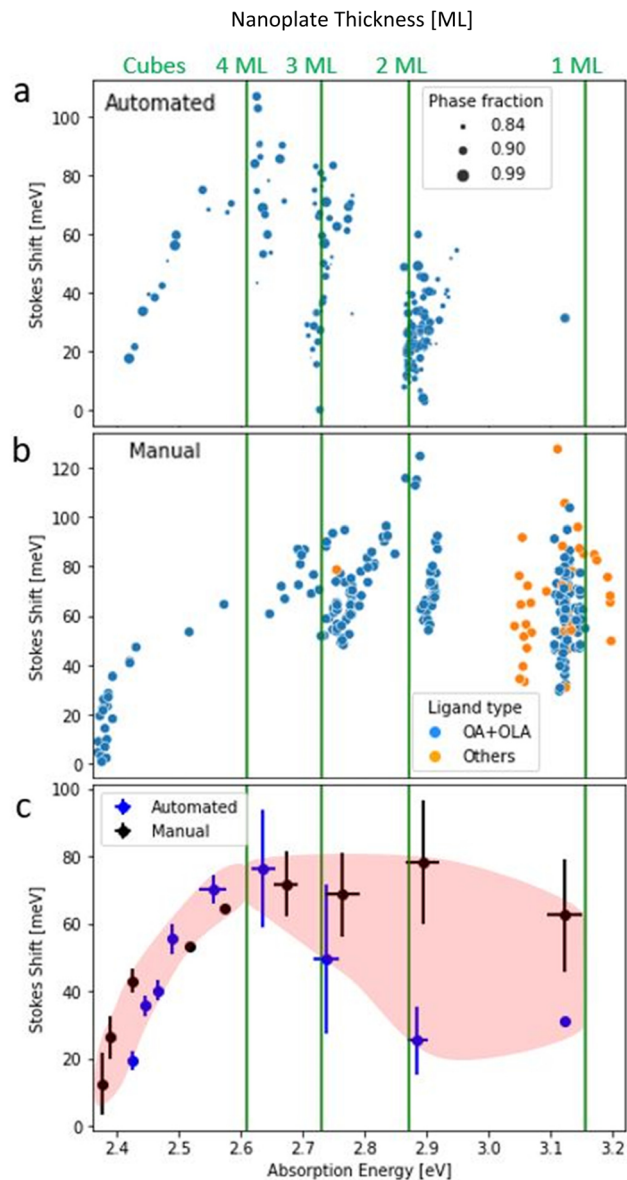 Nanoplate Thickness [ML]
Cubes 4 ML 3 ML 2 ML 1 ML
a
Automated
Phase fraction
0.84
0.90
0.99
Stokes Shift [meV]
100
80
60
40
20
0
b
Manual
Stokes Shift [meV]
120
100
80
60
40
20
0
Ligand type
OA+OLA
Others
c
Automated
Manual
Stokes Shift [meV]
100
80
60
40
20
0
2.4 2.5 2.6 2.7 2.8 2.9 3.0 3.1 3.2
Absorption Energy [eV]